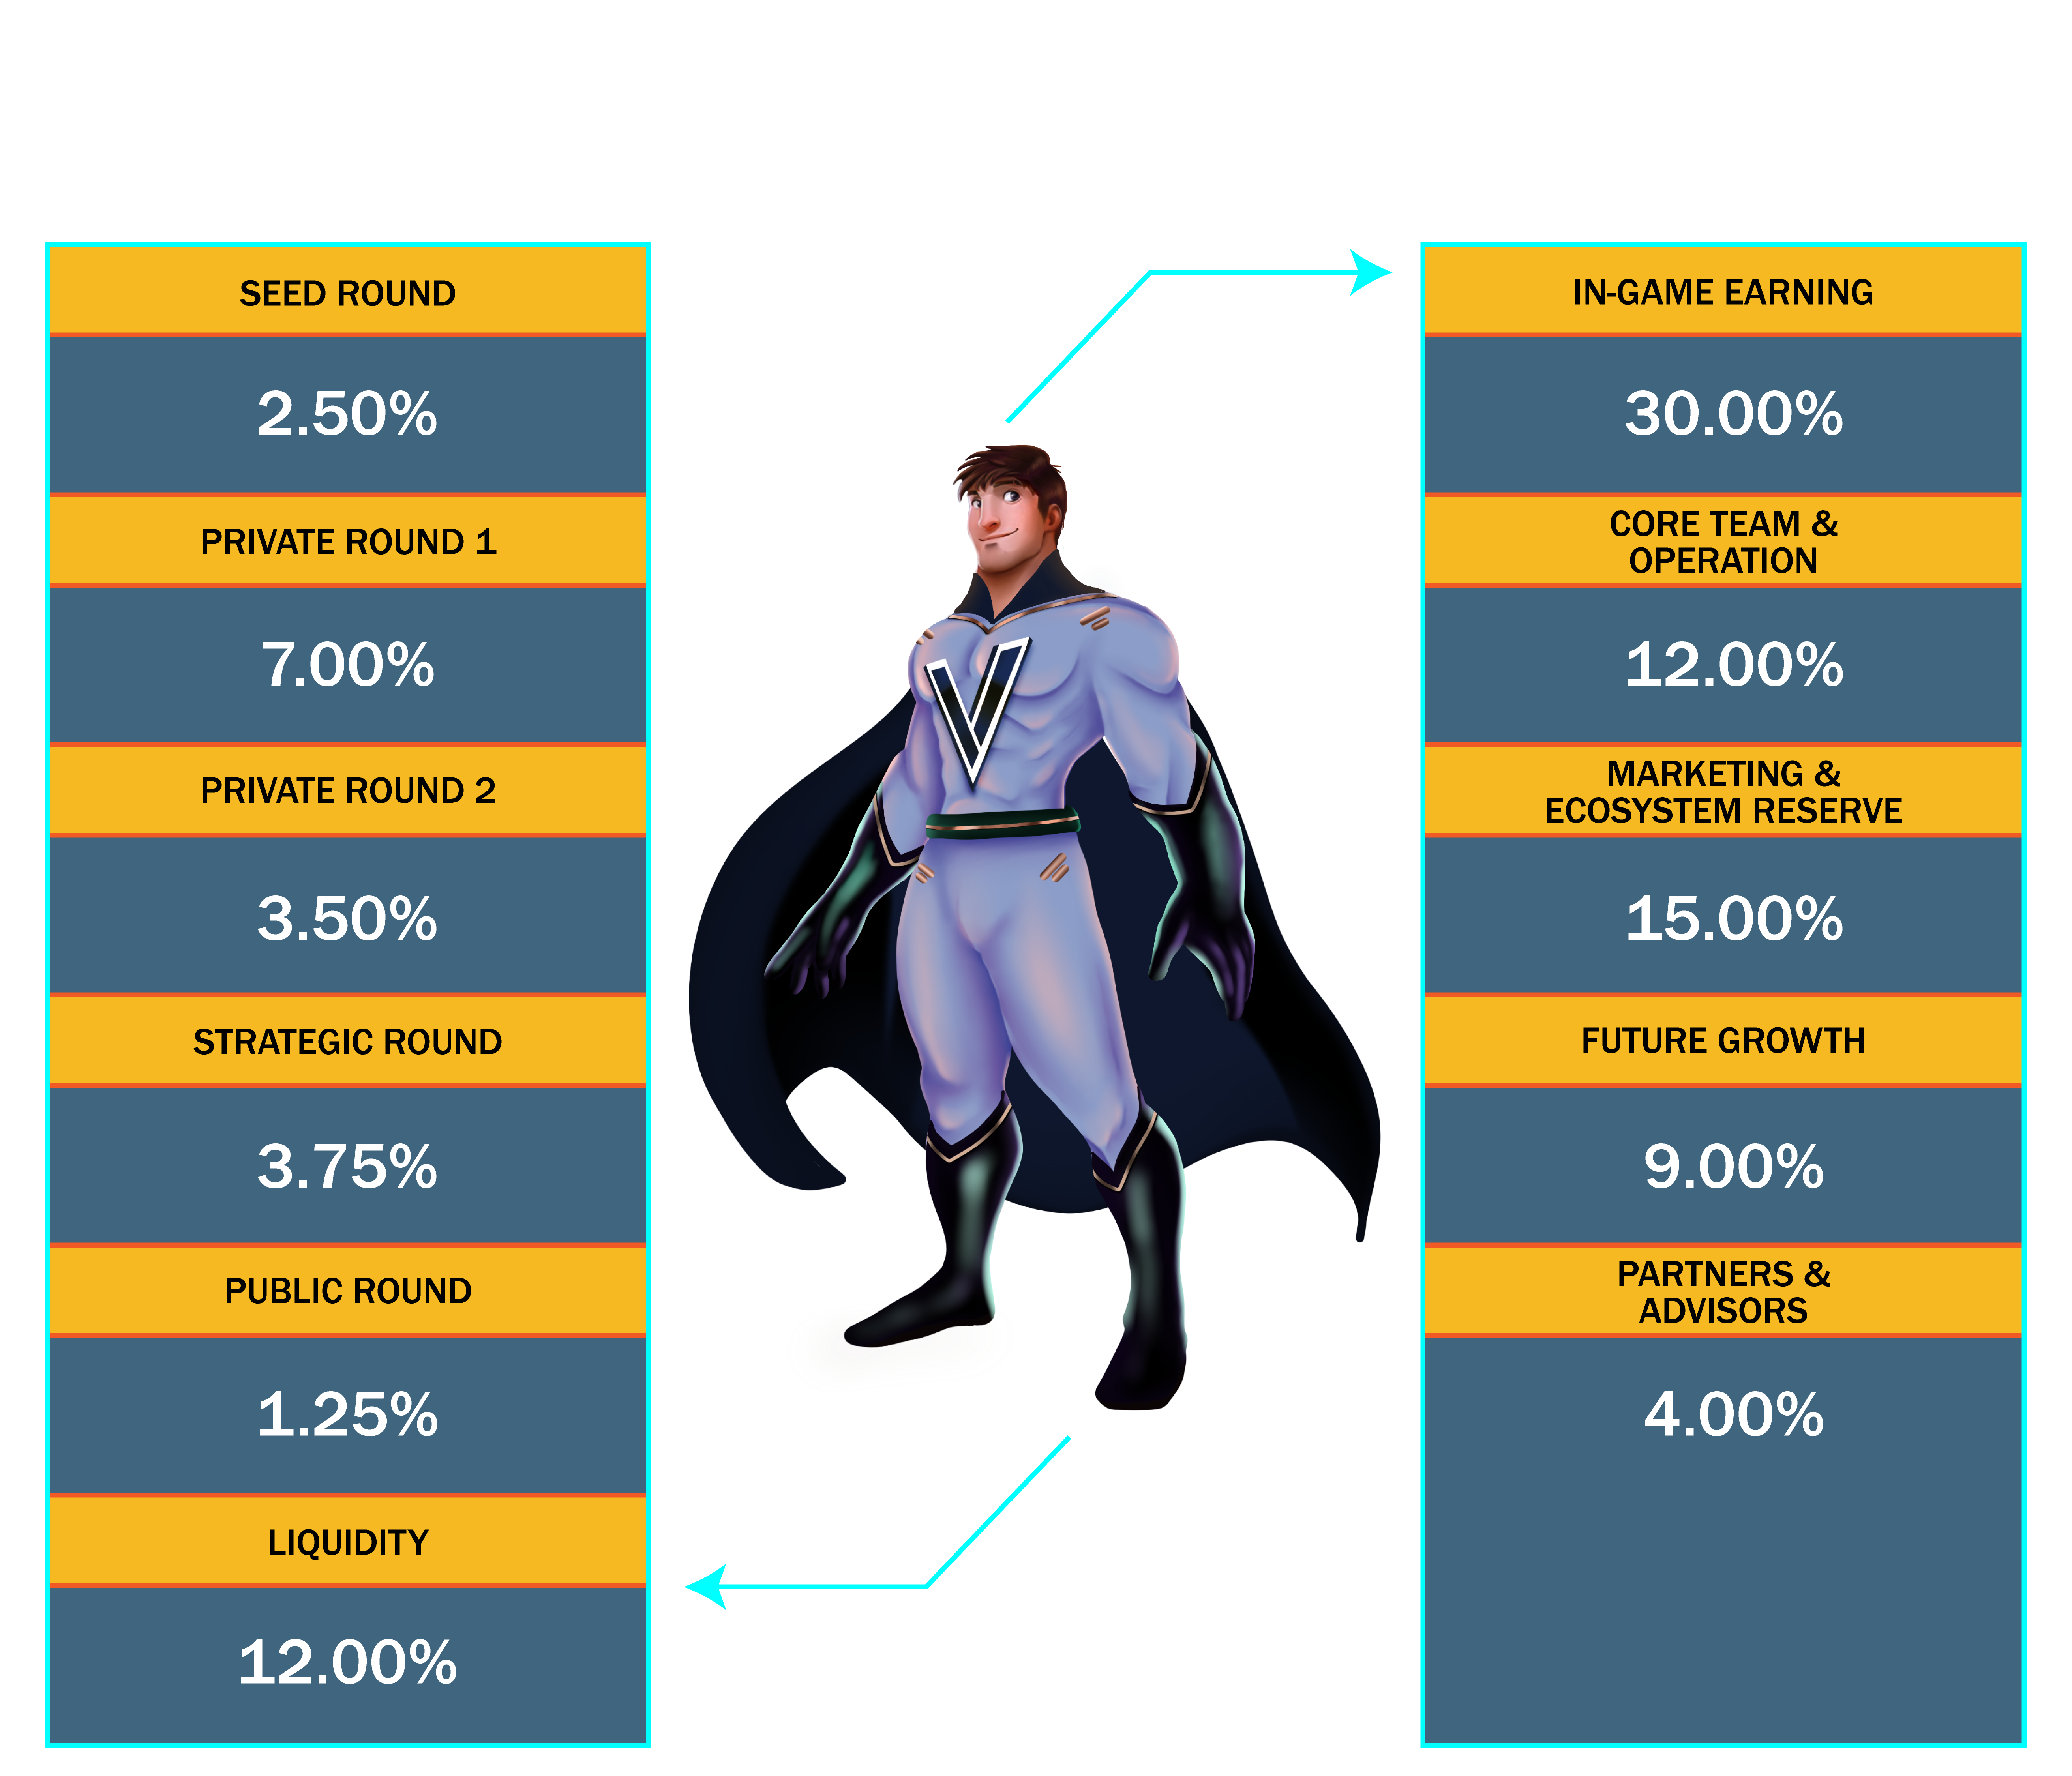 SEED ROUND
2.50%
PRIVATE ROUND 1
7.00%
PRIVATE ROUND 2
3.50%
STRATEGIC ROUND
3.75%
PUBLIC ROUND
1.25%
LIQUIDITY
12.00%
V
IN-GAME EARNING
30.00%
CORE TEAM &
OPERATION
12.00%
MARKETING &
ECOSYSTEM RESERVE
15.00%
FUTURE GROWTH
9.00%
PARTNERS &
ADVISORS
4.00%